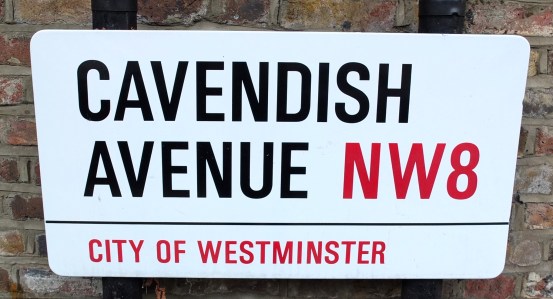 CAVENDISH
AVENUE NW8
CITY OF WESTMINSTER